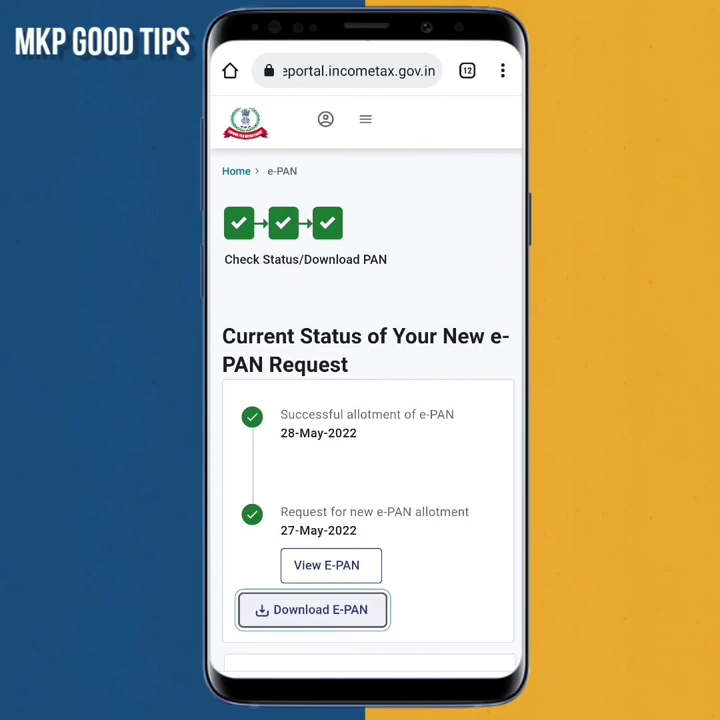 MKP GOOD TIPS
eportal.incometax.gov.in
12
Home > e-PAN
Check Status/Download PAN
Current Status of Your New e-
PAN Request
Successful allotment of e-PAN
28-May-2022
Request for new e-PAN allotment
27-May-2022
View E-PAN
Download E-PAN